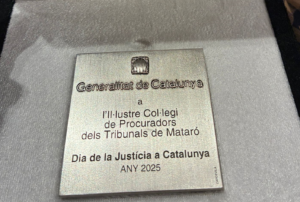 Generalitat de Catalunya
a
l'Il·lustre Col·legi
de Procuradors
dels Tribunals de Mataró
Dia de la Justícia a Catalunya
ANY 2025